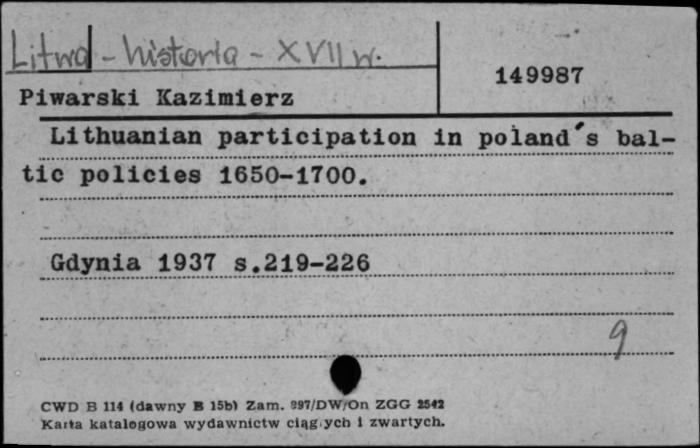 Litwa - historia - XVII w.
149987
Piwarski Kazimierz
Lithuanian participation in poland's bal-
tic policies 1650-1700.
Gdynia 1937 s.219-226
9
CWD B 114 (dawny B 15b) Zam. 997/DW/On ZGG 2542
Karta katalogowa wydawnictw ciągłych i zwartych.